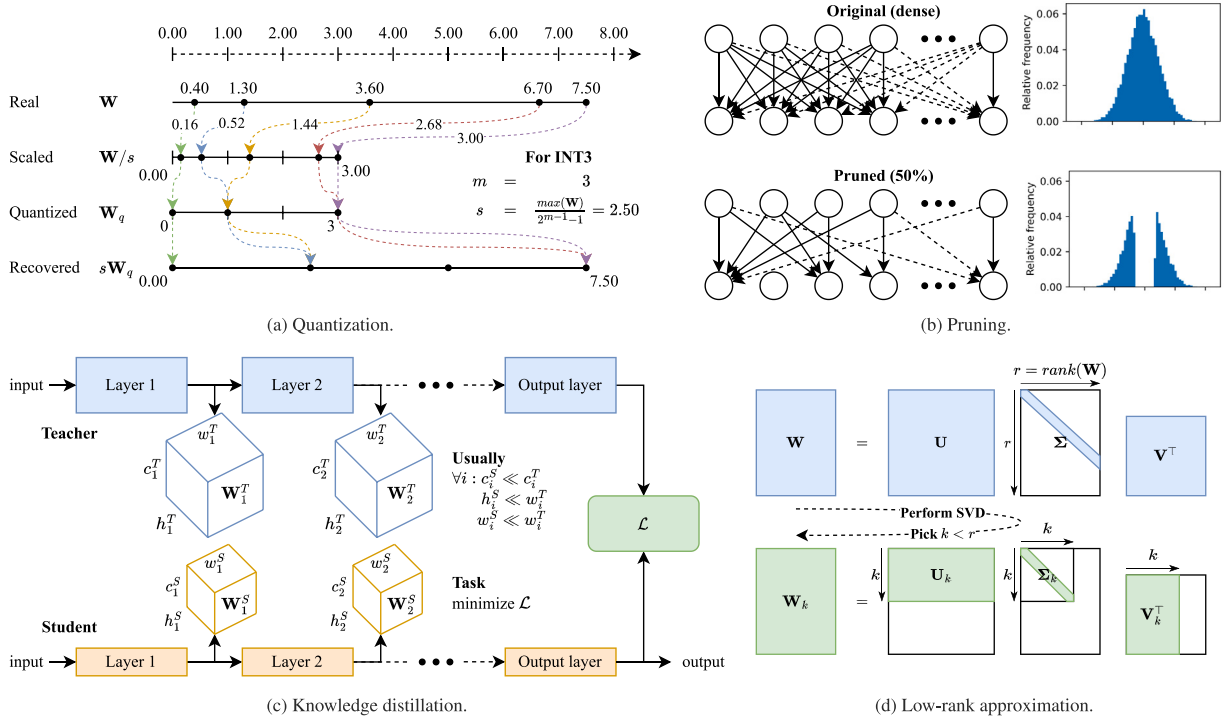 0.00 1.00 2.00 3.00 4.00 5.00 6.00 7.00 8.00
0.40 1.30 3.60 6.70 7.50
Real W
0.16 0.52 1.44 2.68 3.00
Scaled W/s
0.00 3.00
For INT3
m = 3
Quantized W_q
s = max(W) / 2^{m−1}−1 = 2.50
0 1 3
Recovered sW_q
0.00 7.50
(a) Quantization.
Original (dense)
Relative frequency
0.06
0.04
0.02
0.00
Pruned (50%)
Relative frequency
0.06
0.04
0.02
0.00
(b) Pruning.
input Layer 1 Layer 2 Output layer
Teacher
w_1^T w_2^T
c_1^T c_2^T
W_1^T W_2^T
h_1^T h_2^T
Usually
∀i : c_i^S ≪ c_i^T
h_i^S ≪ w_i^T
w_i^S ≪ w_i^T
ℒ
w_1^S w_2^S
c_1^S c_2^S
W_1^S W_2^S
h_1^S h_2^S
Task
minimize ℒ
Student
input Layer 1 Layer 2 Output layer output
(c) Knowledge distillation.
r = rank(W)
W = U r Σ V^⊤
Perform SVD
Pick k < r
k k
W_k = k U_k k Σ_k V_k^⊤
(d) Low-rank approximation.